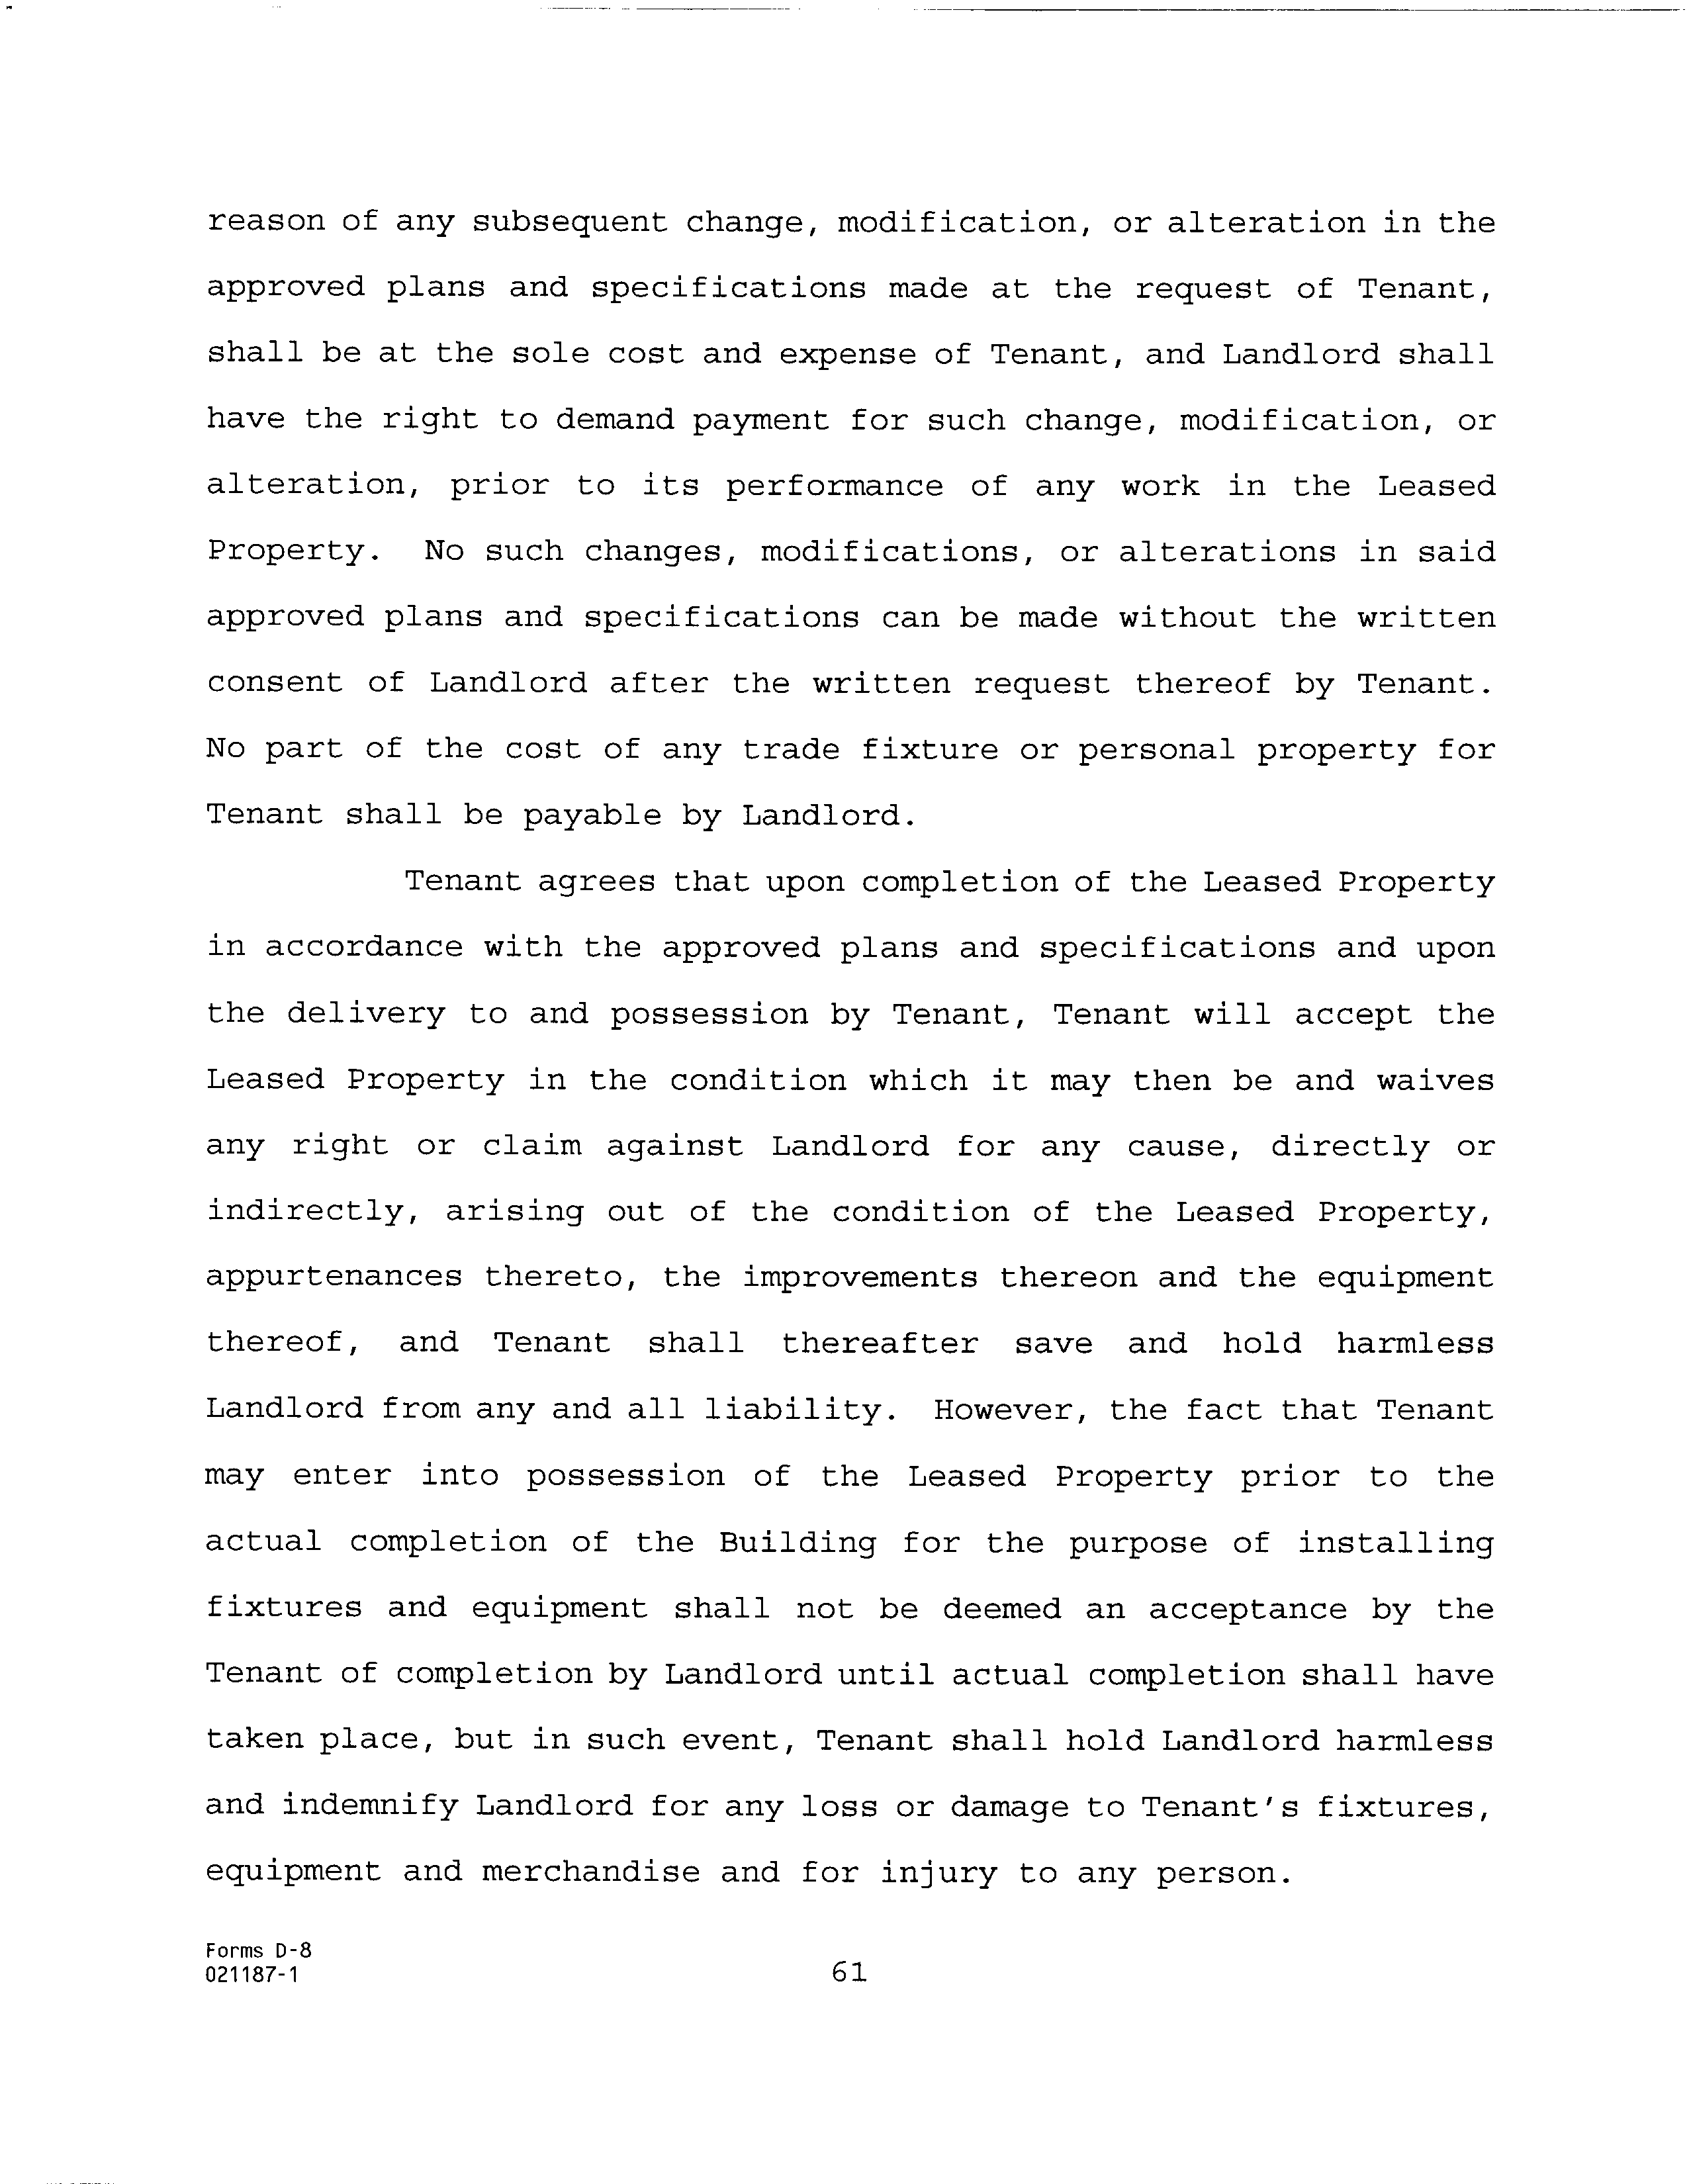 reason of any subsequent change, modification, or alteration in the
approved plans and specifications made at the request of Tenant,
shall be at the sole cost and expense of Tenant, and Landlord shall
have the right to demand payment for such change, modification, or
alteration, prior to its performance of any work in the Leased
Property. No such changes, modifications, or alterations in said
approved plans and specifications can be made without the written
consent of Landlord after the written request thereof by Tenant.
No part of the cost of any trade fixture or personal property for
Tenant shall be payable by Landlord.
Tenant agrees that upon completion of the Leased Property
in accordance with the approved plans and specifications and upon
the delivery to and possession by Tenant, Tenant will accept the
Leased Property in the condition which it may then be and waives
any right or claim against Landlord for any cause, directly or
indirectly, arising out of the condition of the Leased Property,
appurtenances thereto, the improvements thereon and the equipment
thereof, and Tenant shall thereafter save and hold harmless
Landlord from any and all liability. However, the fact that Tenant
may enter into possession of the Leased Property prior to the
actual completion of the Building for the purpose of installing
fixtures and equipment shall not be deemed an acceptance by the
Tenant of completion by Landlord until actual completion shall have
taken place, but in such event, Tenant shall hold Landlord harmless
and indemnify Landlord for any loss or damage to Tenant's fixtures,
equipment and merchandise and for injury to any person.
Forms D-8
021187-1
61